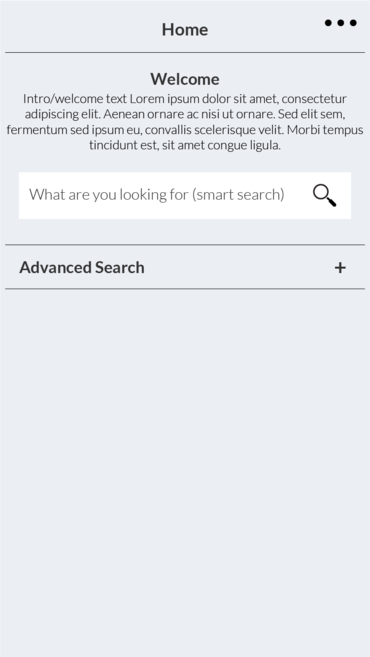 Home
Welcome
Intro/welcome text Lorem ipsum dolor sit amet, consectetur
adipiscing elit. Aenean ornare ac nisi ut ornare. Sed elit sem,
fermentum sed ipsum eu, convallis scelerisque velit. Morbi tempus
tincidunt est, sit amet congue ligula.
What are you looking for (smart search)
Advanced Search +